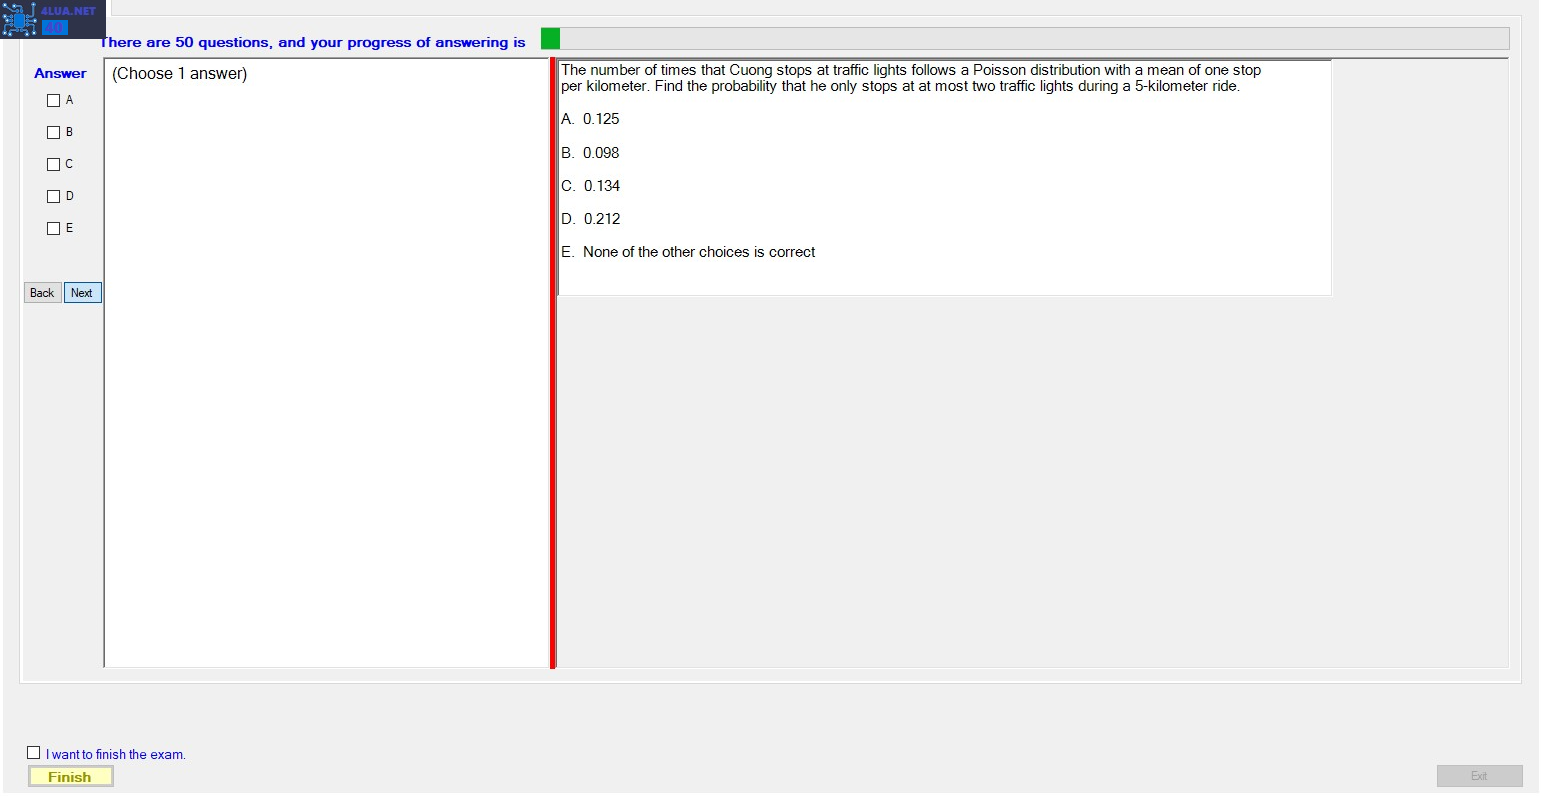 4LUA.NET
40
There are 50 questions, and your progress of answering is
Answer
A
B
C
D
E
Back Next
(Choose 1 answer)
The number of times that Cuong stops at traffic lights follows a Poisson distribution with a mean of one stop
per kilometer. Find the probability that he only stops at at most two traffic lights during a 5-kilometer ride.
A. 0.125
B. 0.098
C. 0.134
D. 0.212
E. None of the other choices is correct
I want to finish the exam.
Finish
Exit